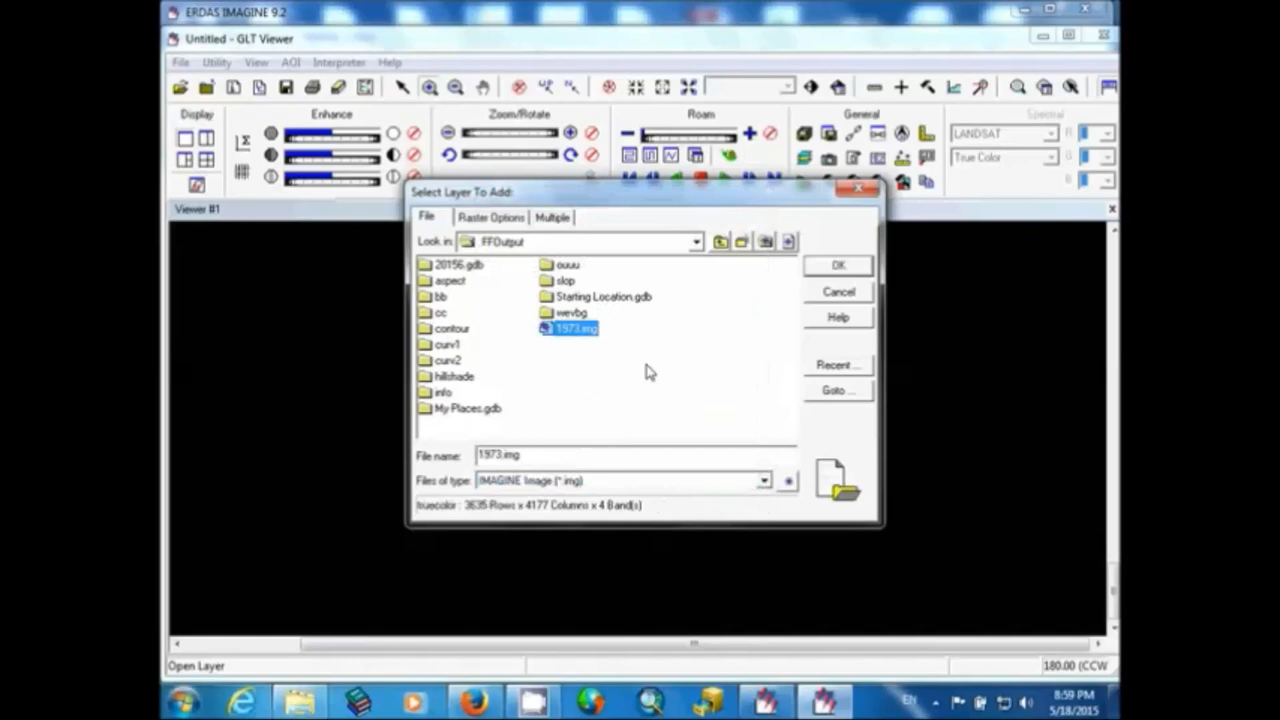 ERDAS IMAGINE 9.2
Untitled - GLT Viewer
File Utility View AOI Interpreter Help
Display Enhance Zoom/Rotate Roam General Spectral
LANDSAT R
True Color G
B
Viewer #1
Select Layer To Add:
File Raster Options Multiple
Look in: FFOutput
20156.gdb
aspect
bb
cc
contour
curv1
curv2
hillshade
info
My Places.gdb
ouuu
slop
Starting Location.gdb
wevbg
1973.img
OK
Cancel
Help
Recent ...
Goto ...
File name: 1973.img
Files of type: IMAGINE Image (*.img)
truecolor : 3635 Rows x 4177 Columns x 4 Band(s)
Open Layer
180.00 (CCW
EN
8:59 PM
5/18/2015